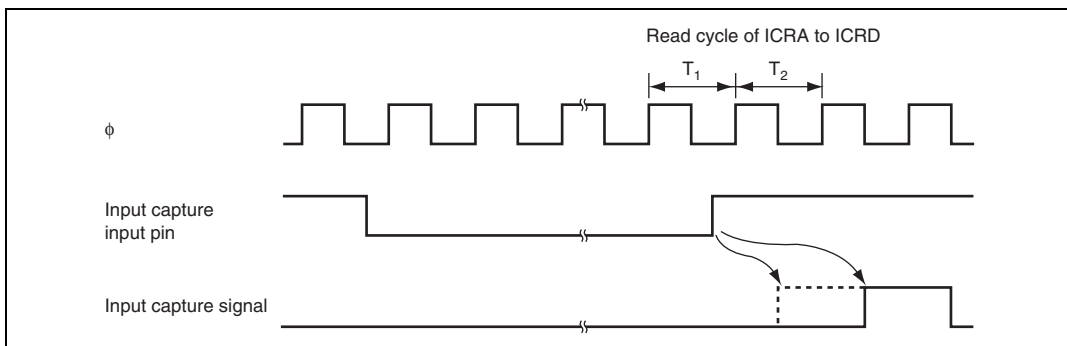 Read cycle of ICRA to ICRD
T₁ T₂
ϕ
Input capture
input pin
Input capture signal